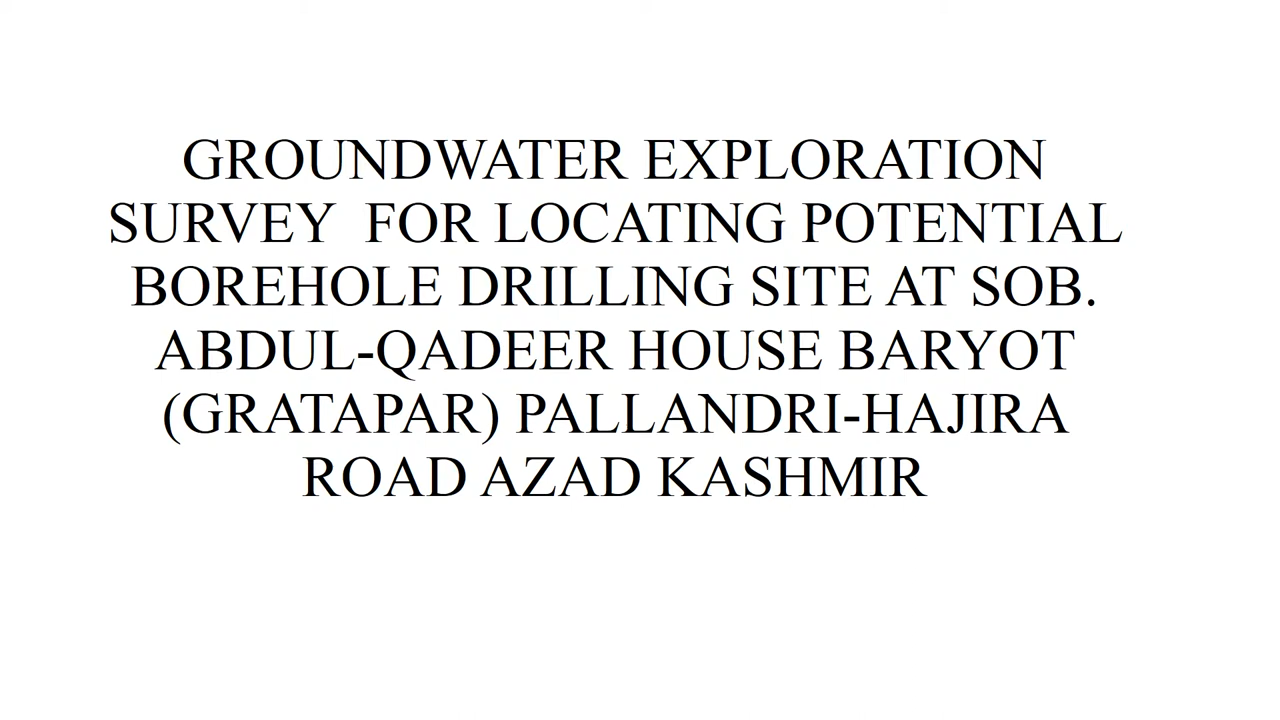 GROUNDWATER EXPLORATION
SURVEY  FOR LOCATING POTENTIAL
BOREHOLE DRILLING SITE AT SOB.
ABDUL-QADEER HOUSE BARYOT
(GRATAPAR) PALLANDRI-HAJIRA
ROAD AZAD KASHMIR